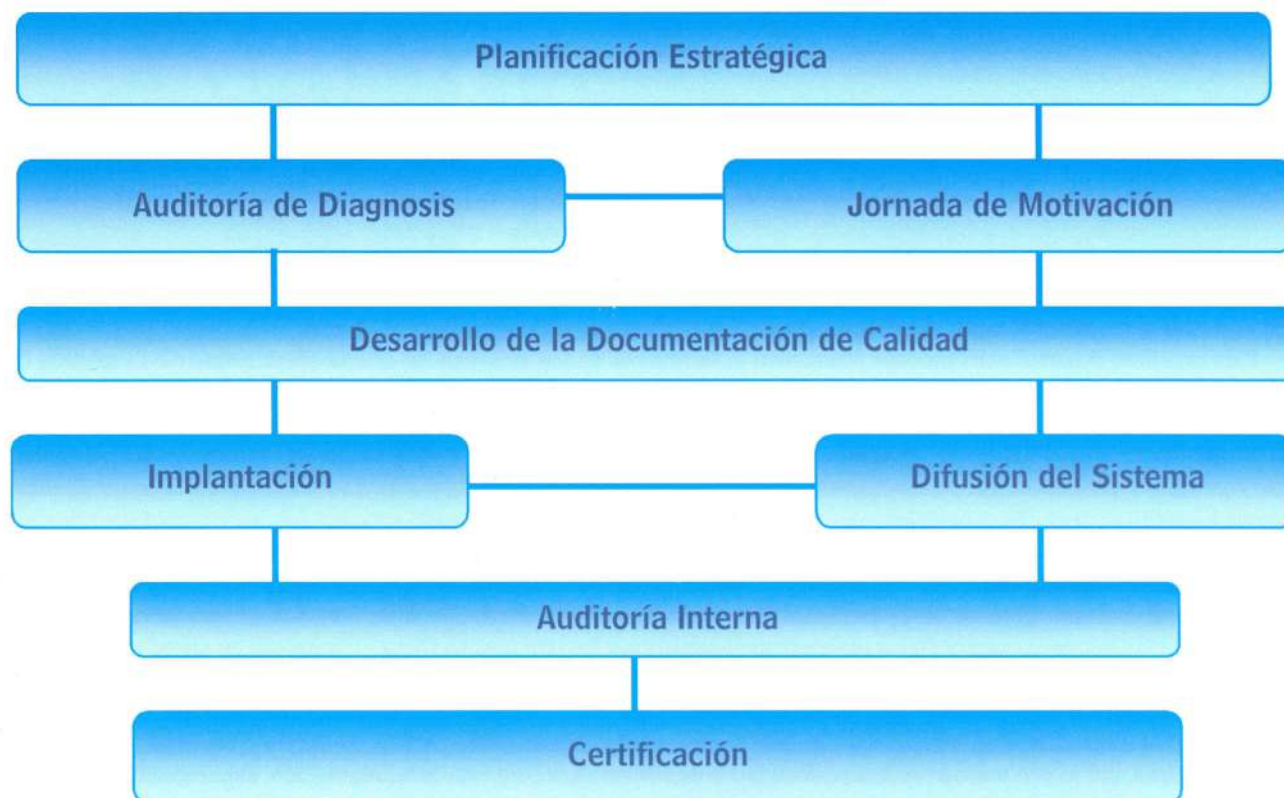 Planificación Estratégica
Auditoría de Diagnosis
Jornada de Motivación
Desarrollo de la Documentación de Calidad
Implantación
Difusión del Sistema
Auditoría Interna
Certificación